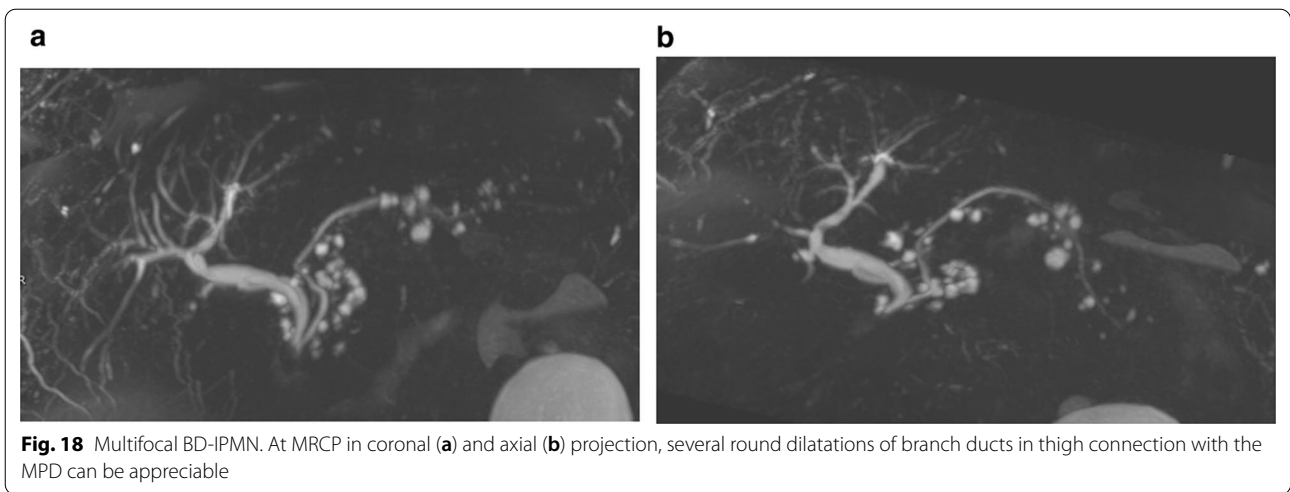 a
b
R
Fig. 18 Multifocal BD-IPMN. At MRCP in coronal (a) and axial (b) projection, several round dilatations of branch ducts in thigh connection with the
MPD can be appreciable